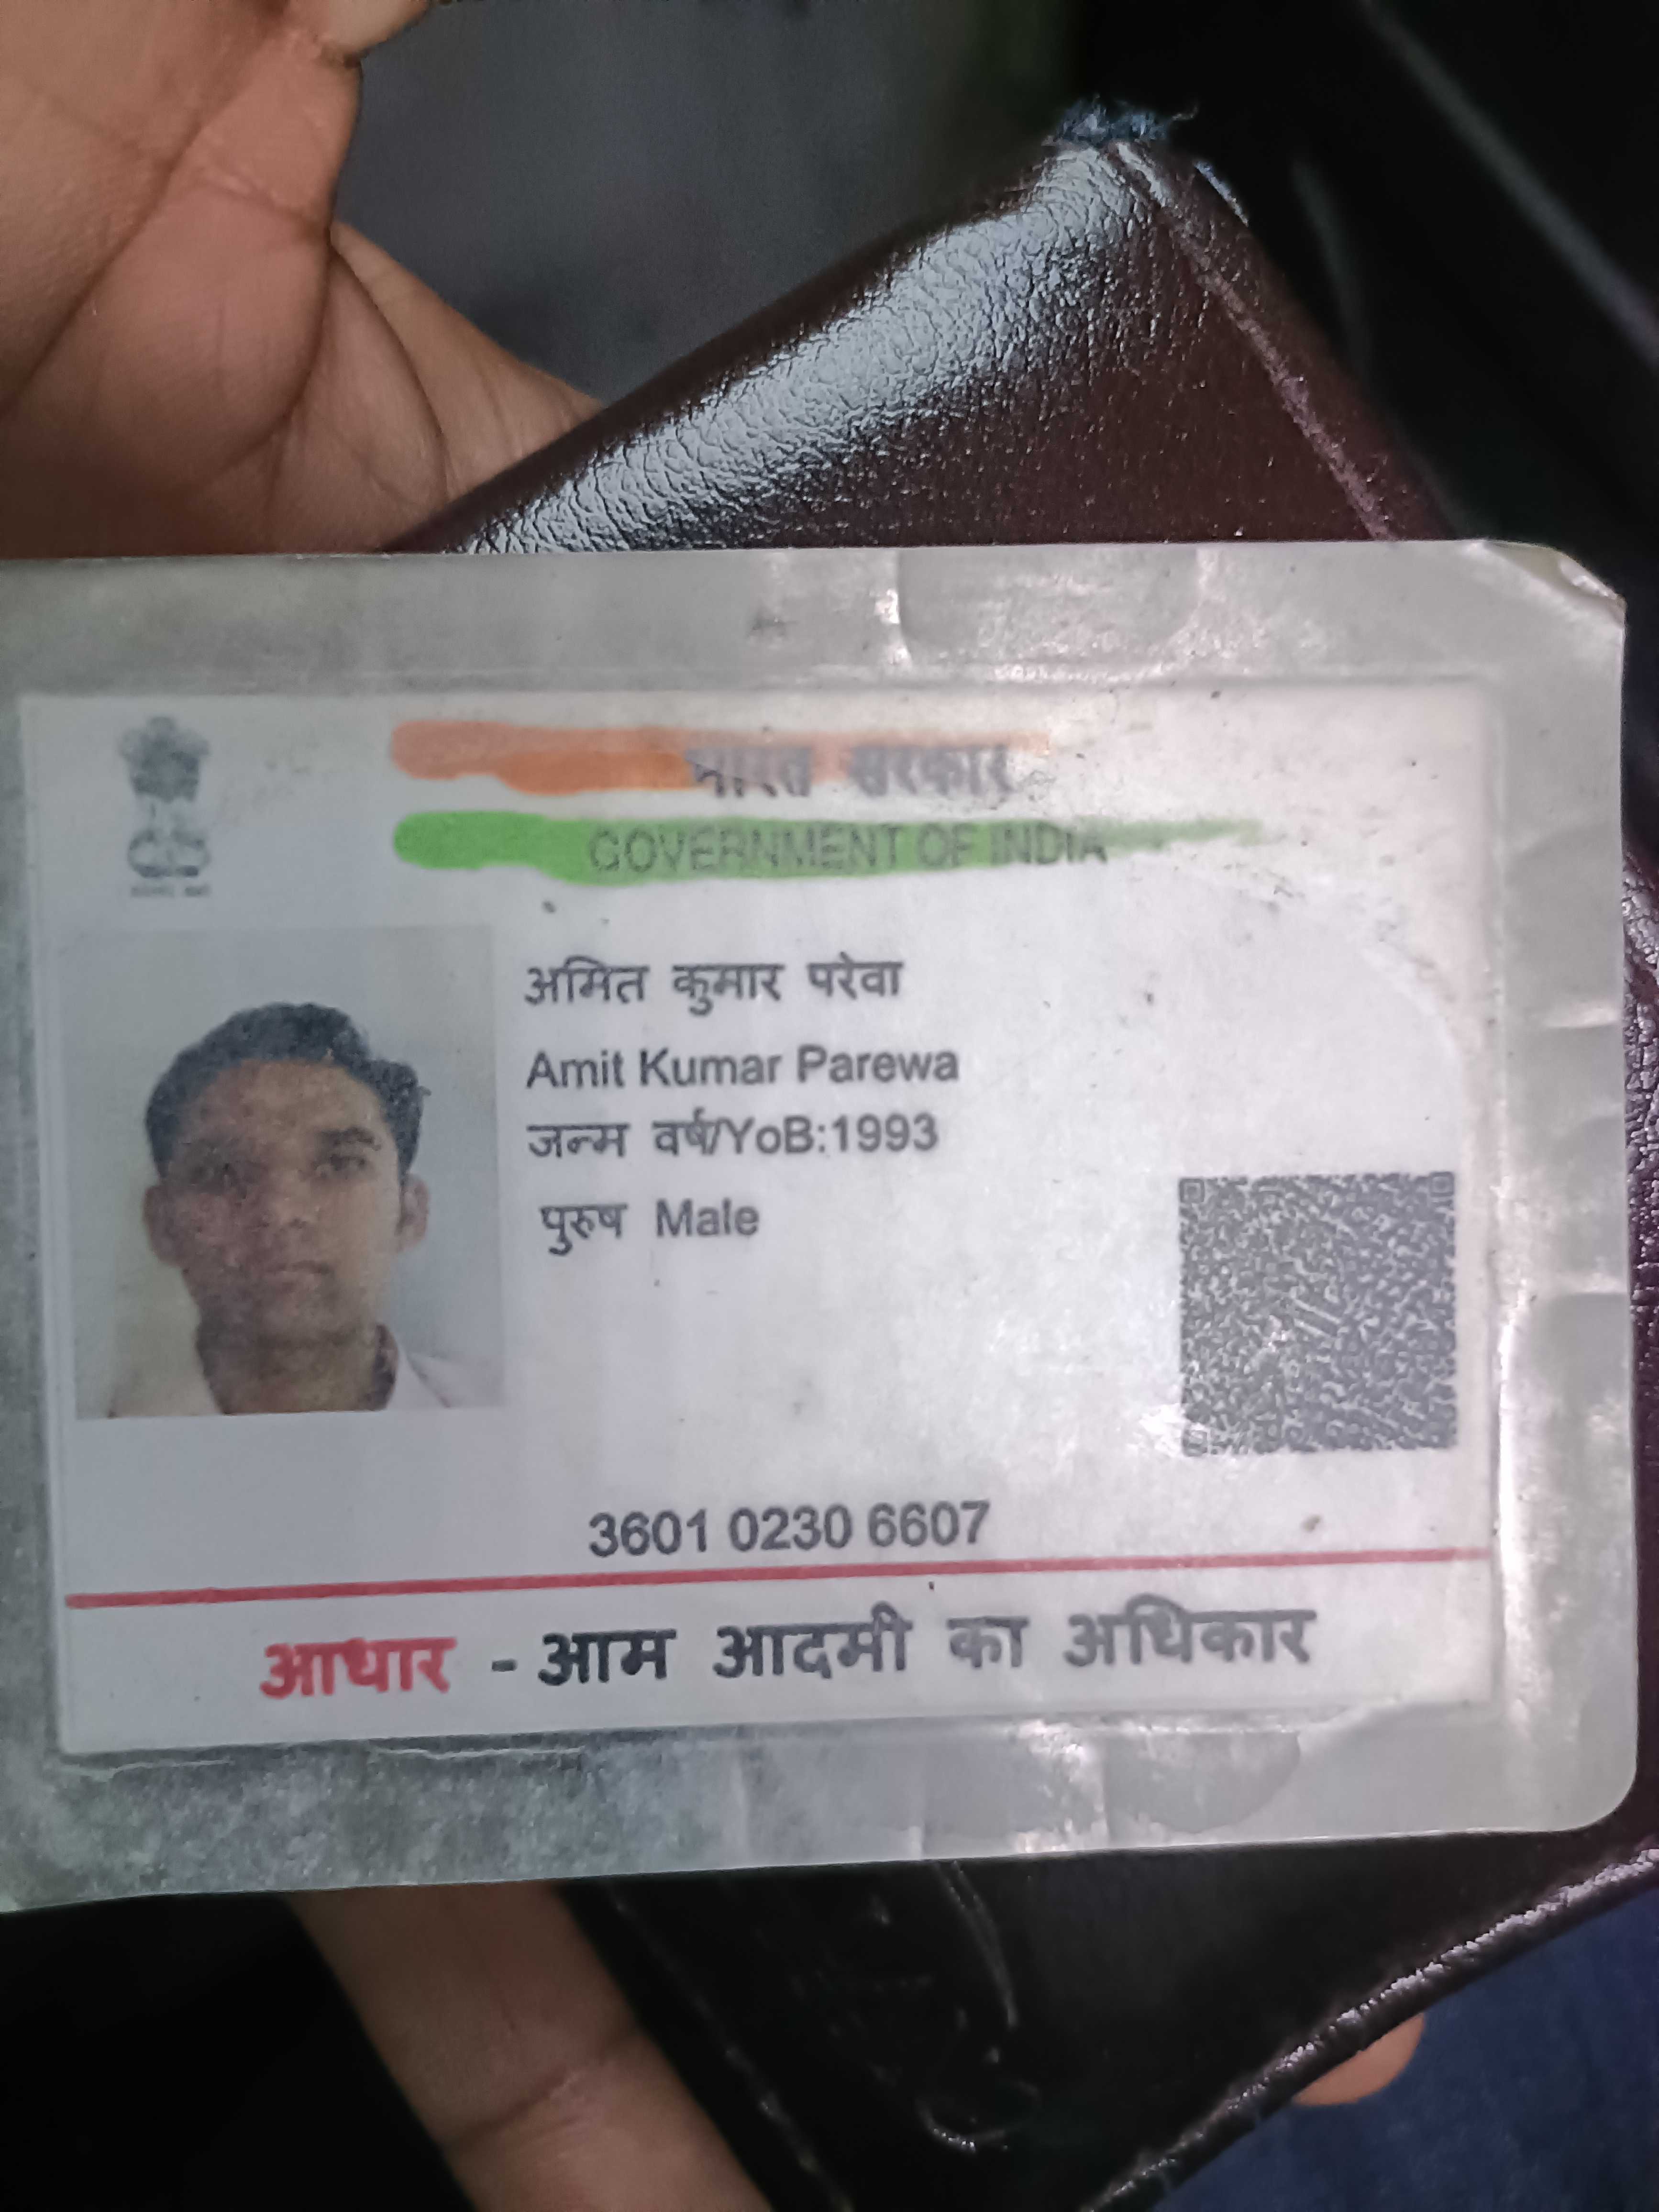 भारत सरकार
GOVERNMENT OF INDIA
अमित कुमार परेवा
Amit Kumar Parewa
जन्म वर्ष/YoB:1993
पुरुष Male
3601 0230 6607
आधार - आम आदमी का अधिकार